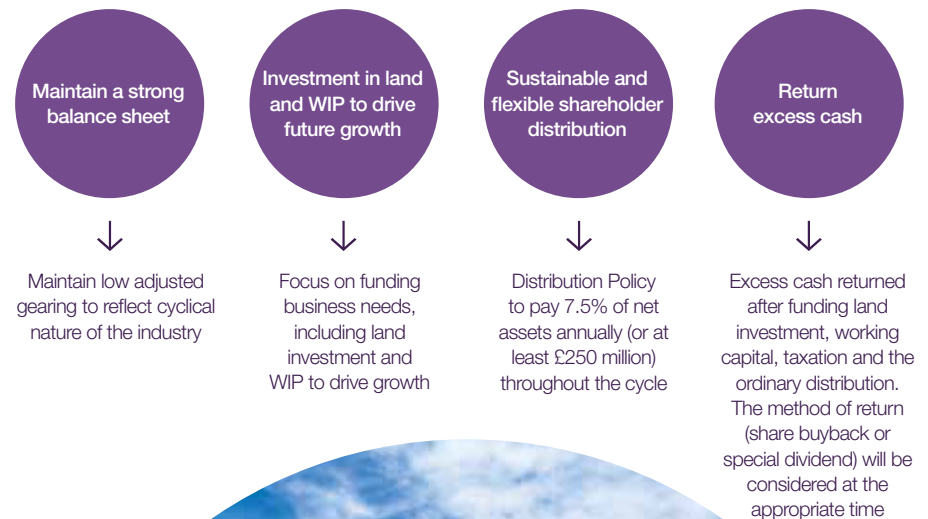 Maintain a strong
balance sheet
Investment in land
and WIP to drive
future growth
Sustainable and
flexible shareholder
distribution
Return
excess cash
Maintain low adjusted
gearing to reflect cyclical
nature of the industry
Focus on funding
business needs,
including land
investment and
WIP to drive growth
Distribution Policy
to pay 7.5% of net
assets annually (or at
least £250 million)
throughout the cycle
Excess cash returned
after funding land
investment, working
capital, taxation and the
ordinary distribution.
The method of return
(share buyback or
special dividend) will be
considered at the
appropriate time